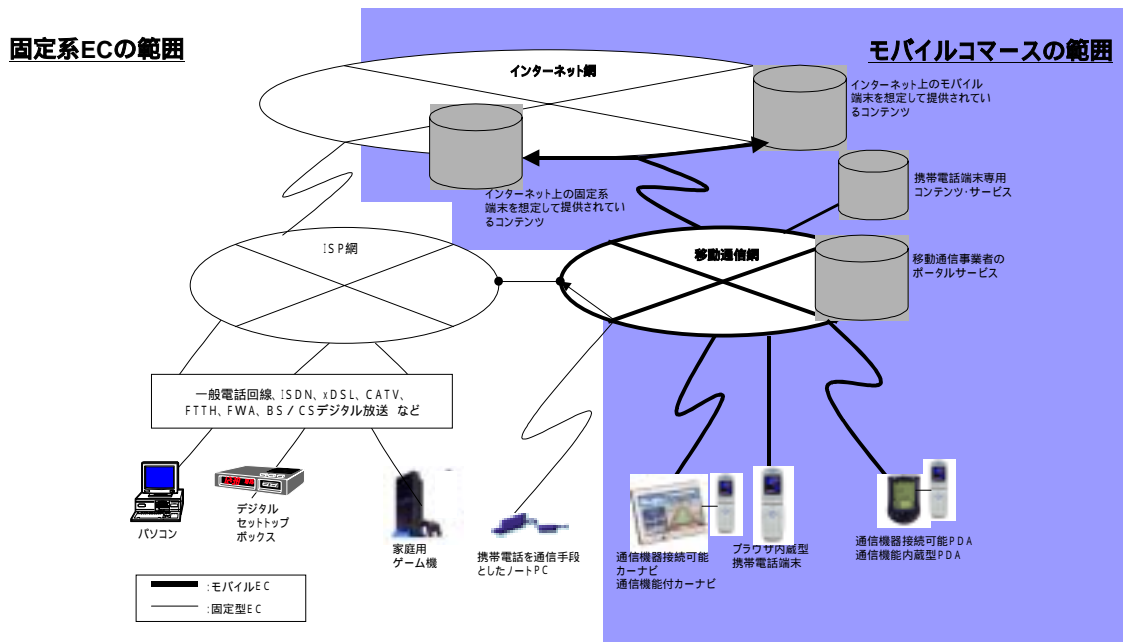 固定系ECの範囲
モバイルコマースの範囲
インターネット網
インターネット上のモバイル
端末を想定して提供されてい
るコンテンツ
携帯電話端末専用
コンテンツ・サービス
インターネット上の固定系
端末を想定して提供されてい
るコンテンツ
ISP網
移動通信網
移動通信事業者の
ポータルサービス
一般電話回線、ISDN、xDSL、CATV、
FTTH、FWA、BS/CSデジタル放送 など
パソコン
デジタル
セットトップ
ボックス
家庭用
ゲーム機
携帯電話を通信手段
としたノートPC
通信機器接続可能
カーナビ
通信機能付カーナビ
ブラウザ内蔵型
携帯電話端末
通信機器接続可能PDA
通信機能内蔵型PDA
:モバイルEC
:固定型EC